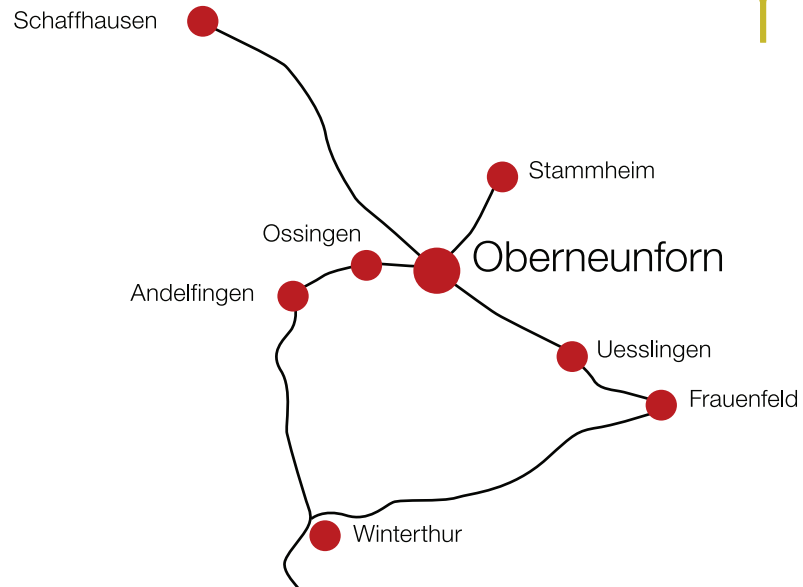 Schaffhausen
Stammheim
Ossingen
Oberneunforn
Andelfingen
Uesslingen
Frauenfeld
Winterthur